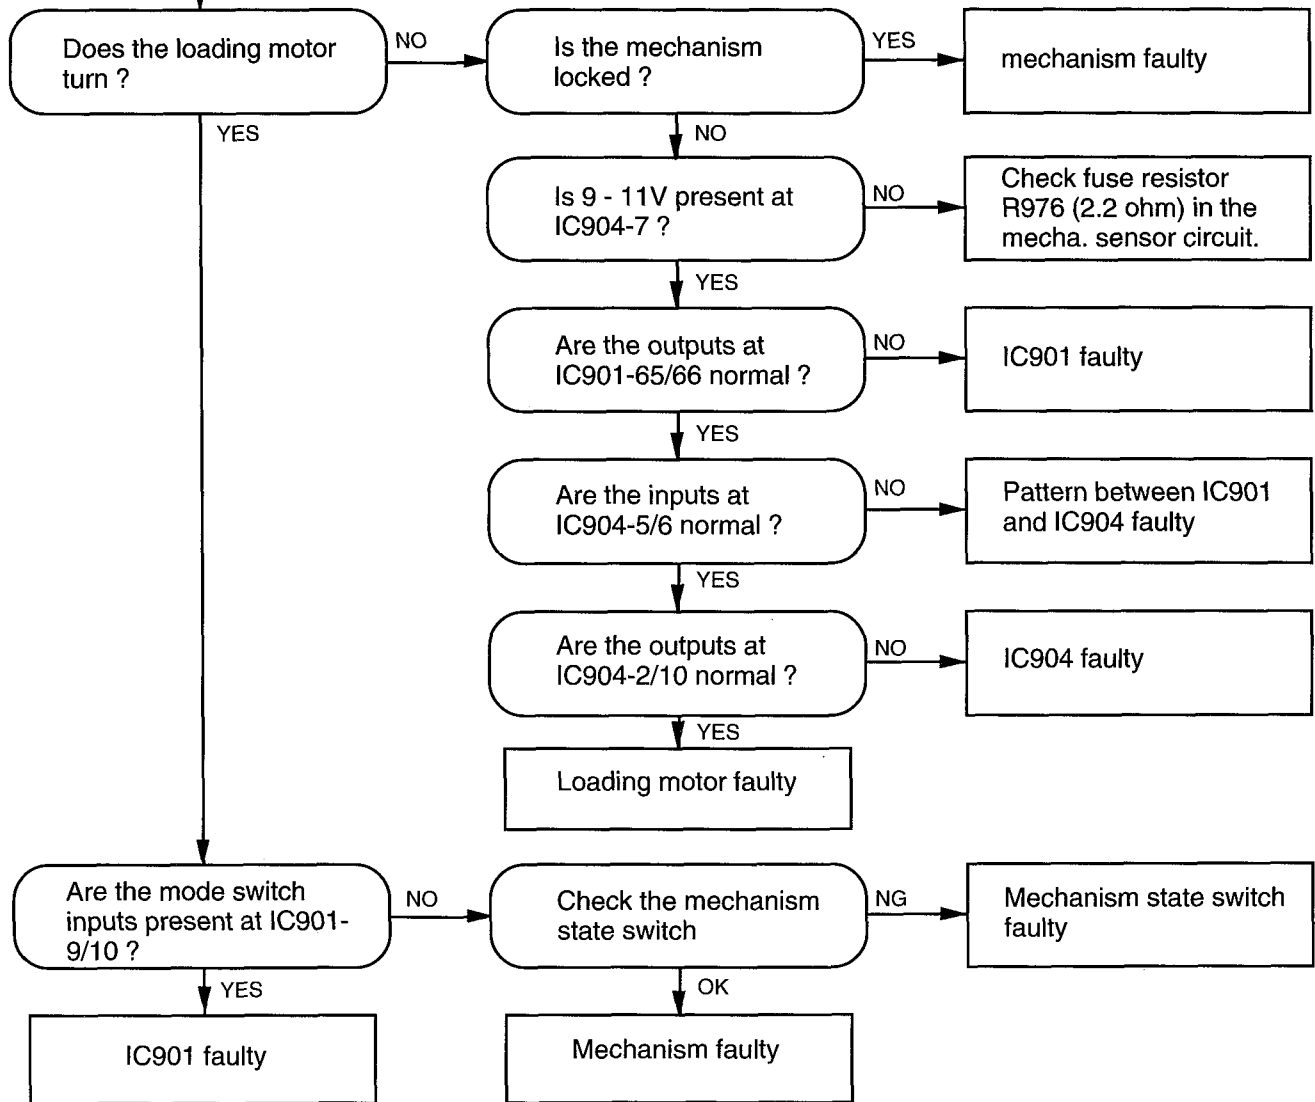 Does the loading motor
turn ?
NO
Is the mechanism
locked ?
YES
mechanism faulty
YES
NO
Is 9 - 11V present at
IC904-7 ?
NO
Check fuse resistor
R976 (2.2 ohm) in the
mecha. sensor circuit.
YES
Are the outputs at
IC901-65/66 normal ?
NO
IC901 faulty
YES
Are the inputs at
IC904-5/6 normal ?
NO
Pattern between IC901
and IC904 faulty
YES
Are the outputs at
IC904-2/10 normal ?
NO
IC904 faulty
YES
Loading motor faulty
Are the mode switch
inputs present at IC901-
9/10 ?
NO
Check the mechanism
state switch
NG
Mechanism state switch
faulty
YES
OK
IC901 faulty
Mechanism faulty